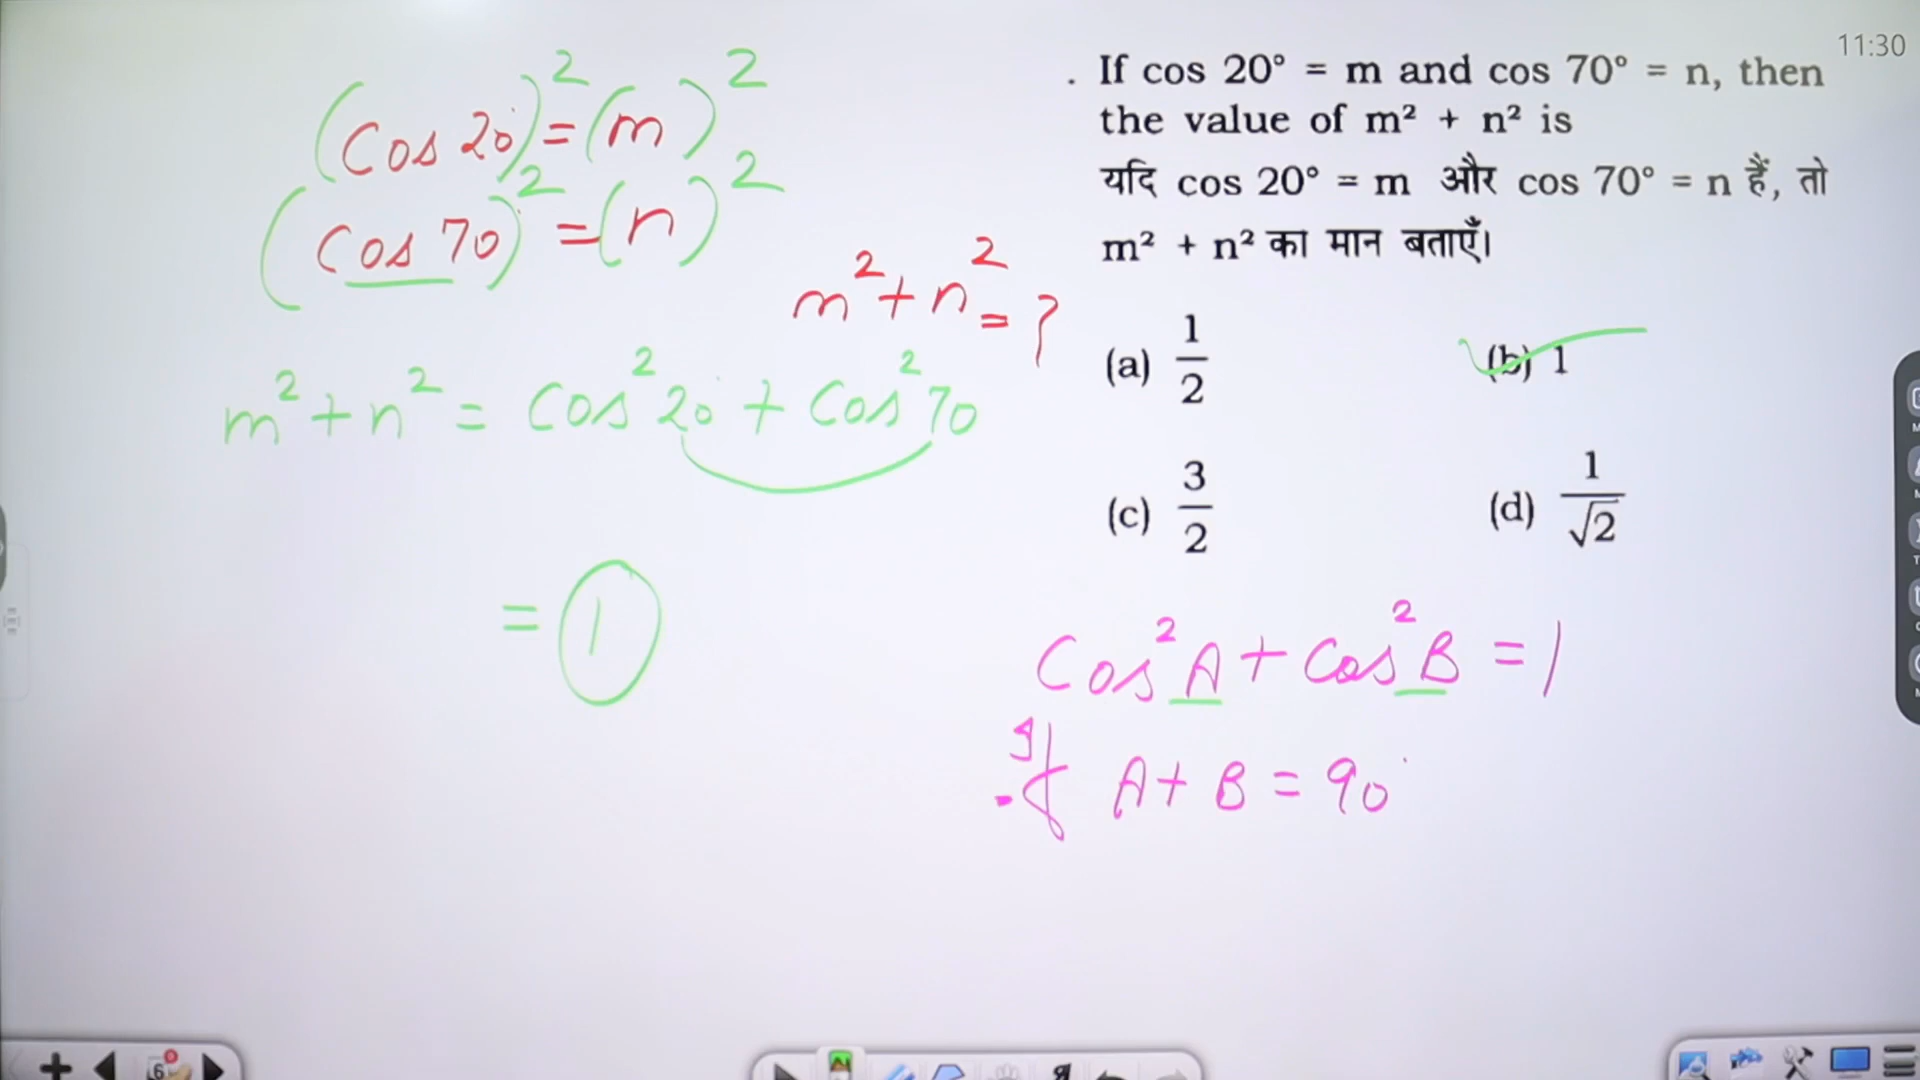 11:30
. If cos 20° = m and cos 70° = n, then
the value of m² + n² is
यदि cos 20° = m और cos 70° = n हैं, तो
m² + n² का मान बताएँ।
(a) 1/2
(b) 1
(c) 3/2
(d) 1/√2
(cos 20)² = (m)²
(cos 70)² = (n)²
m² + n² = ?
m² + n² = cos² 20 + cos² 70
= 1
cos² A + cos² B = 1
If A + B = 90°